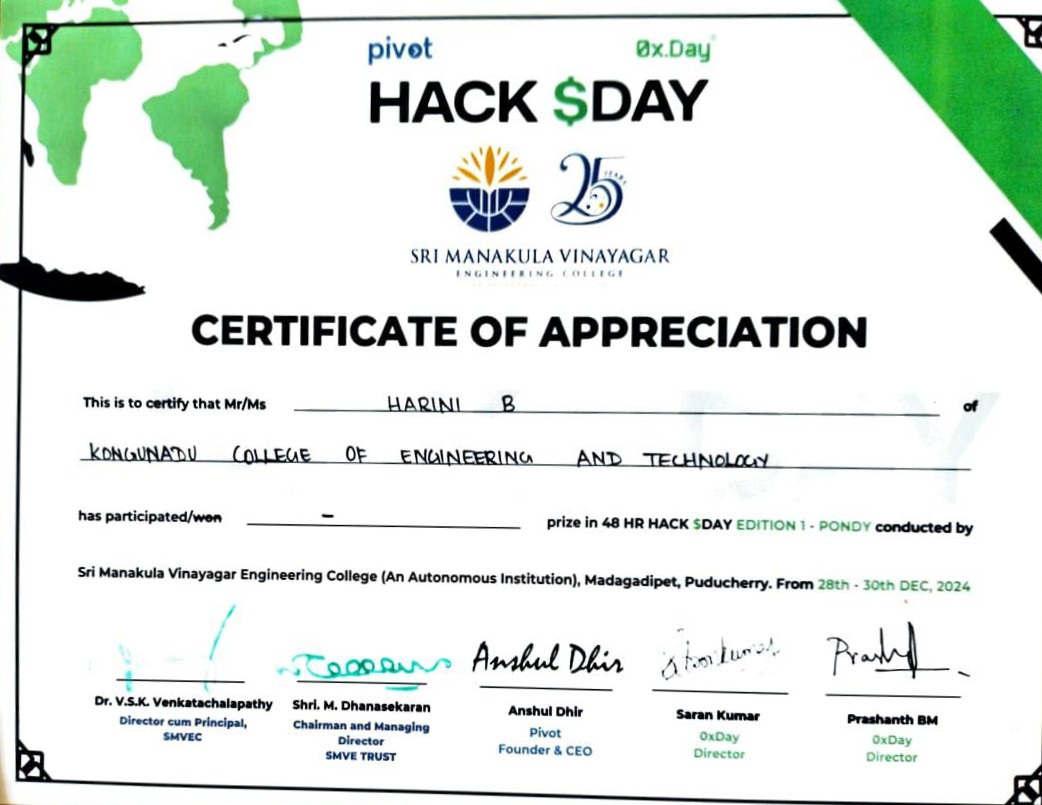 pivot 0x.Day
HACK $DAY
25 YEARS
SRI MANAKULA VINAYAGAR
ENGINEERING COLLEGE
CERTIFICATE OF APPRECIATION
This is to certify that Mr/Ms HARINI B of
KONGUNADU COLLEGE OF ENGINEERING AND TECHNOLOGY
has participated/won - prize in 48 HR HACK $DAY EDITION 1 - PONDY conducted by
Sri Manakula Vinayagar Engineering College (An Autonomous Institution), Madagadipet, Puducherry. From 28th - 30th DEC, 2024
Anshul Dhir
Dr. V.S.K. Venkatachalapathy
Director cum Principal,
SMVEC
Shri. M. Dhanasekaran
Chairman and Managing
Director
SMVE TRUST
Anshul Dhir
Pivot
Founder & CEO
Saran Kumar
0xDay
Director
Prashanth BM
0xDay
Director